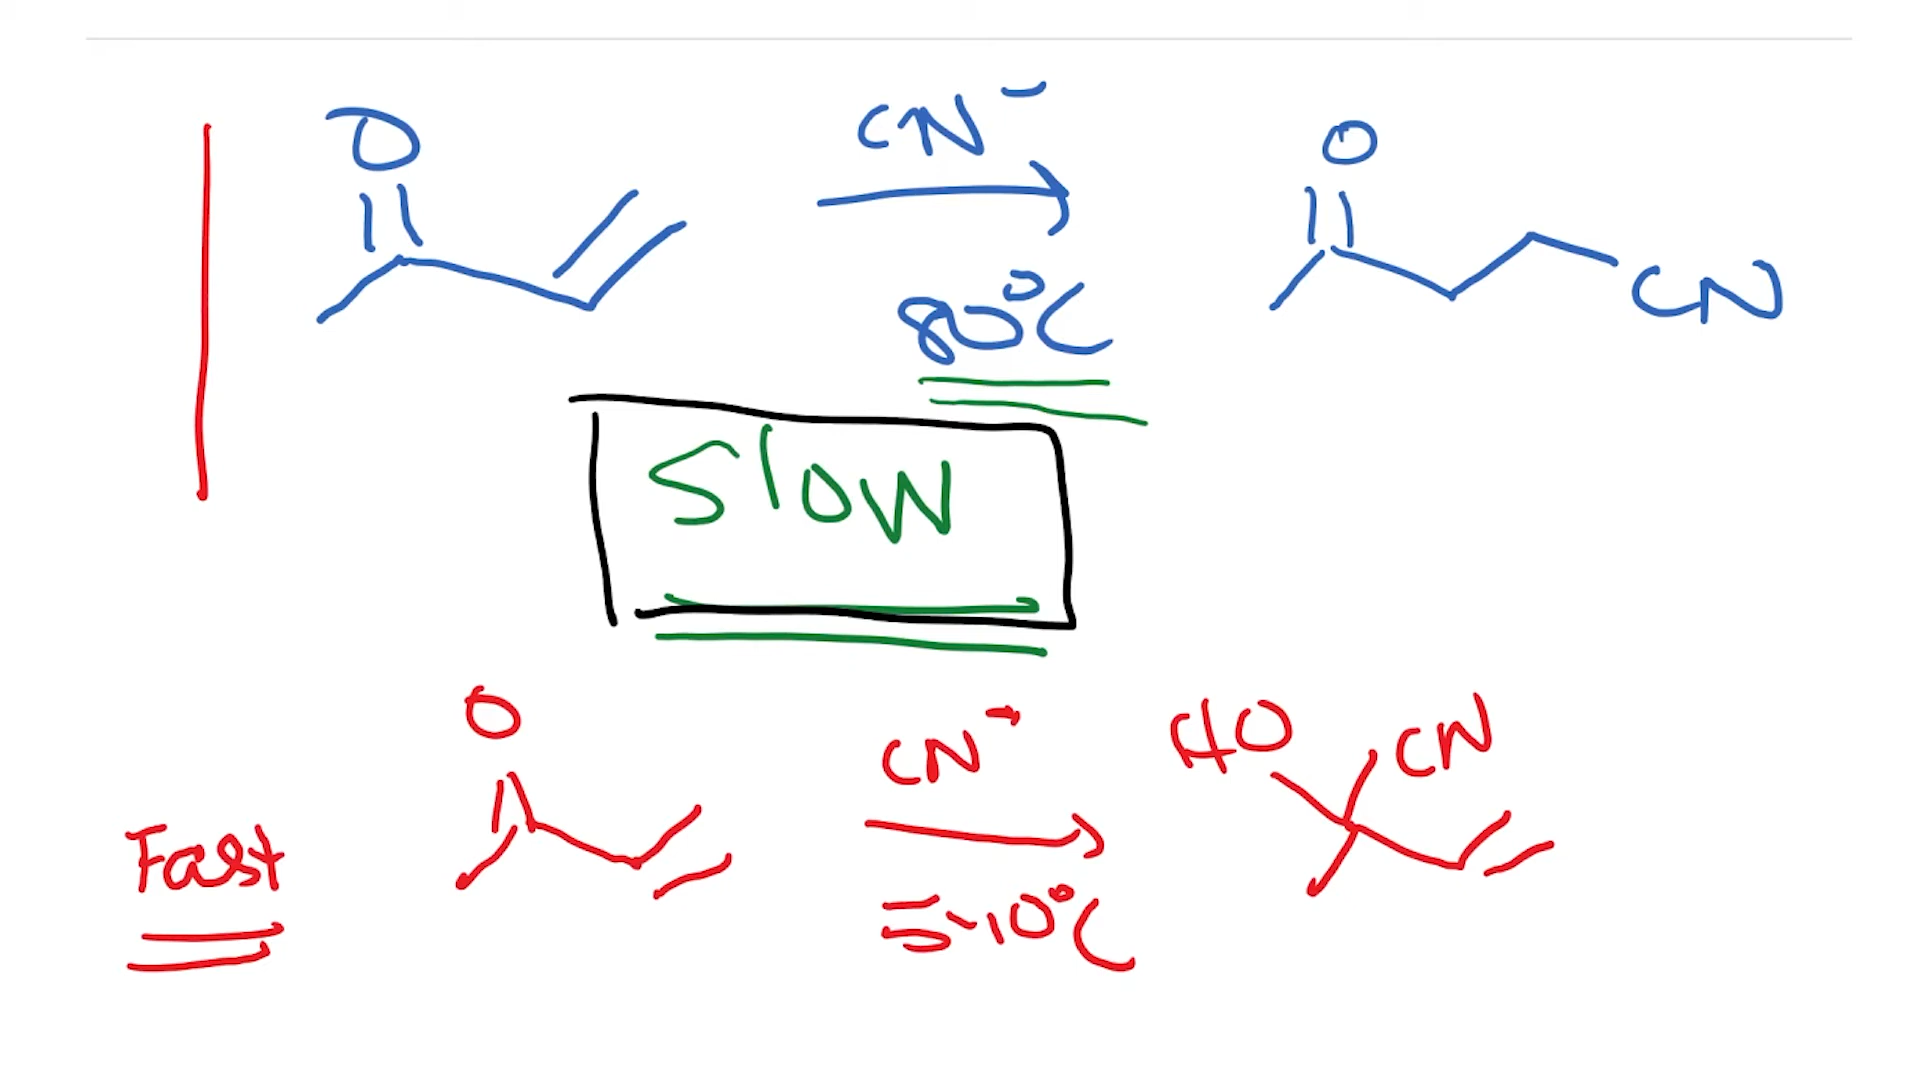 O CN⁻ O
80°C CN
Slow
O CN⁻ HO CN
Fast
5-10°C